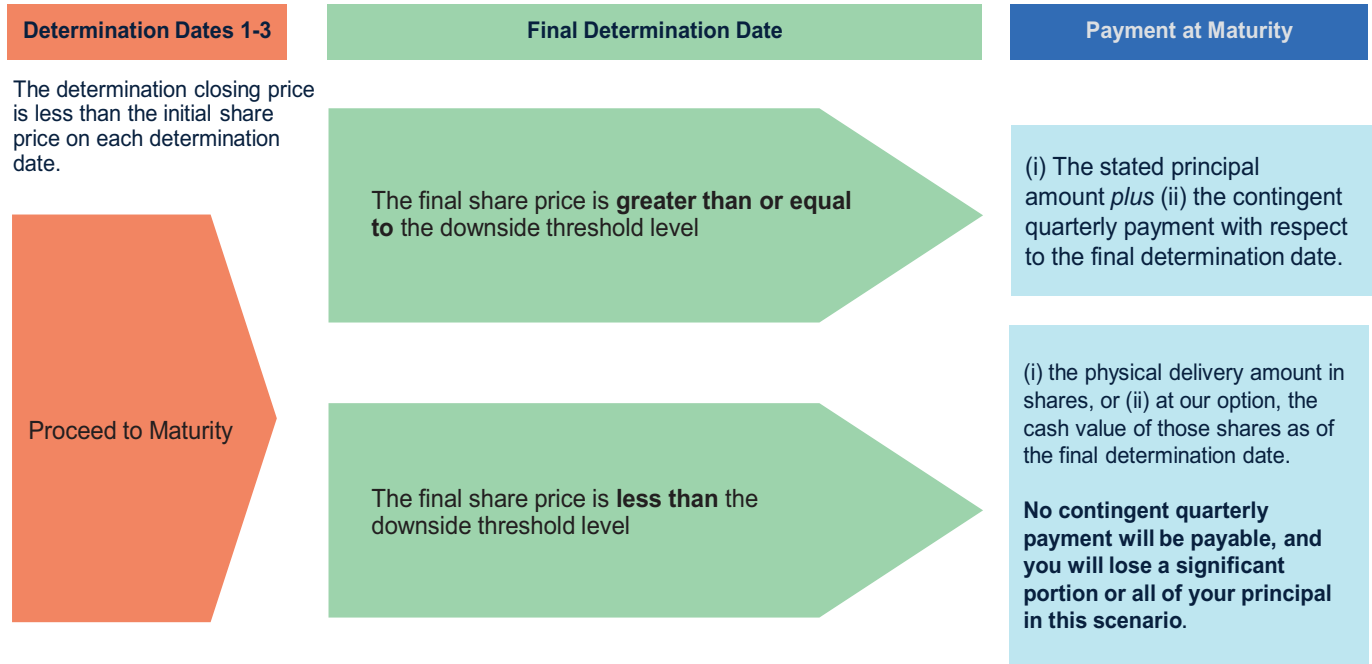 Determination Dates 1-3
Final Determination Date
Payment at Maturity
The determination closing price
is less than the initial share
price on each determination
date.
Proceed to Maturity
The final share price is greater than or equal
to the downside threshold level
(i) The stated principal
amount plus (ii) the contingent
quarterly payment with respect
to the final determination date.
The final share price is less than the
downside threshold level
(i) the physical delivery amount in
shares, or (ii) at our option, the
cash value of those shares as of
the final determination date.
No contingent quarterly
payment will be payable, and
you will lose a significant
portion or all of your principal
in this scenario.